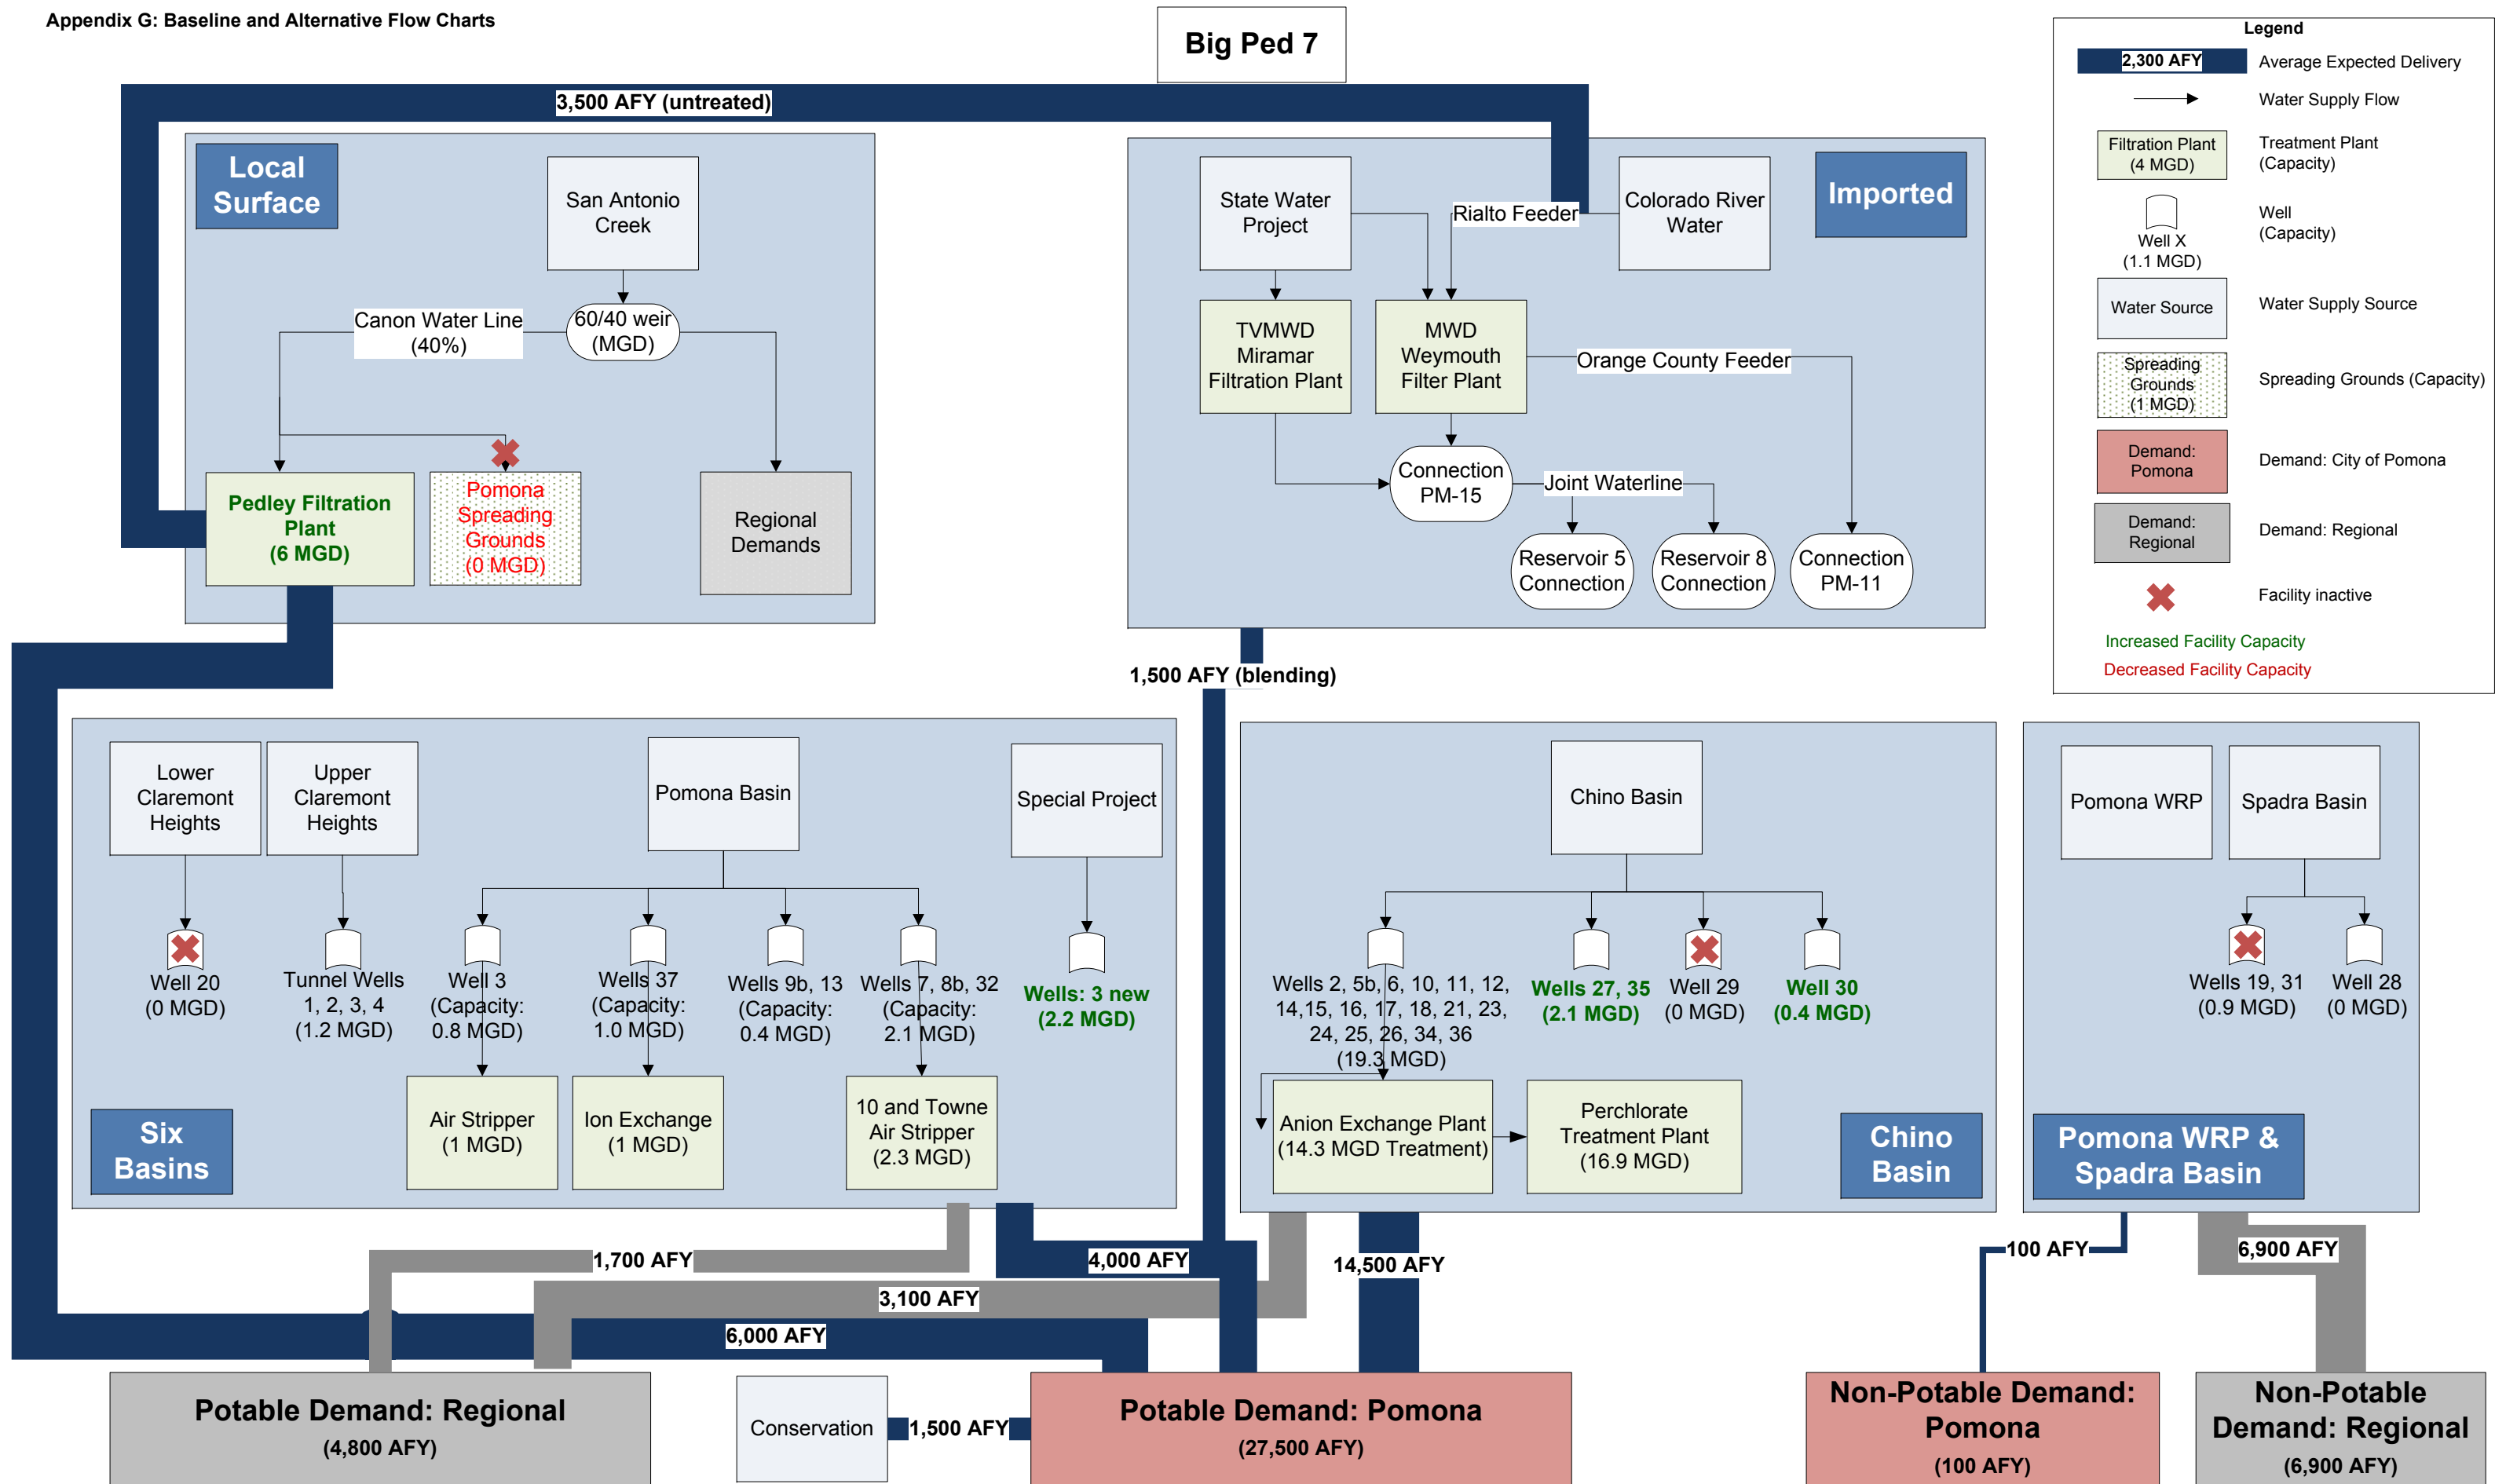 Appendix G: Baseline and Alternative Flow Charts
Big Ped 7
3,500 AFY (untreated)
Local
Surface
San Antonio
Creek
Canon Water Line
(40%)
60/40 weir
(MGD)
Pedley Filtration
Plant
(6 MGD)
Pomona
Spreading
Grounds
(0 MGD)
Regional
Demands
State Water
Project
Rialto Feeder
Colorado River
Water
Imported
TVMWD
Miramar
Filtration Plant
MWD
Weymouth
Filter Plant
Orange County Feeder
Connection
PM-15
Joint Waterline
Reservoir 5
Connection
Reservoir 8
Connection
Connection
PM-11
Legend
2,300 AFY
Average Expected Delivery
Water Supply Flow
Filtration Plant
(4 MGD)
Treatment Plant
(Capacity)
Well X
(1.1 MGD)
Well
(Capacity)
Water Source
Water Supply Source
Spreading
Grounds
(1 MGD)
Spreading Grounds (Capacity)
Demand:
Pomona
Demand: City of Pomona
Demand:
Regional
Demand: Regional
Facility inactive
Increased Facility Capacity
Decreased Facility Capacity
1,500 AFY (blending)
Lower
Claremont
Heights
Upper
Claremont
Heights
Pomona Basin
Special Project
Well 20
(0 MGD)
Tunnel Wells
1, 2, 3, 4
(1.2 MGD)
Well 3
(Capacity:
0.8 MGD)
Wells 37
(Capacity:
1.0 MGD)
Wells 9b, 13
(Capacity:
0.4 MGD)
Wells 7, 8b, 32
(Capacity:
2.1 MGD)
Wells: 3 new
(2.2 MGD)
Six
Basins
Air Stripper
(1 MGD)
Ion Exchange
(1 MGD)
10 and Towne
Air Stripper
(2.3 MGD)
Chino Basin
Wells 2, 5b, 6, 10, 11, 12,
14,15, 16, 17, 18, 21, 23,
24, 25, 26, 34, 36
(19.3 MGD)
Wells 27, 35
(2.1 MGD)
Well 29
(0 MGD)
Well 30
(0.4 MGD)
Anion Exchange Plant
(14.3 MGD Treatment)
Perchlorate
Treatment Plant
(16.9 MGD)
Chino
Basin
Pomona WRP
Spadra Basin
Wells 19, 31
(0.9 MGD)
Well 28
(0 MGD)
Pomona WRP &
Spadra Basin
1,700 AFY
4,000 AFY
14,500 AFY
100 AFY
6,900 AFY
3,100 AFY
6,000 AFY
Potable Demand: Regional
(4,800 AFY)
Conservation
1,500 AFY
Potable Demand: Pomona
(27,500 AFY)
Non-Potable Demand:
Pomona
(100 AFY)
Non-Potable
Demand: Regional
(6,900 AFY)